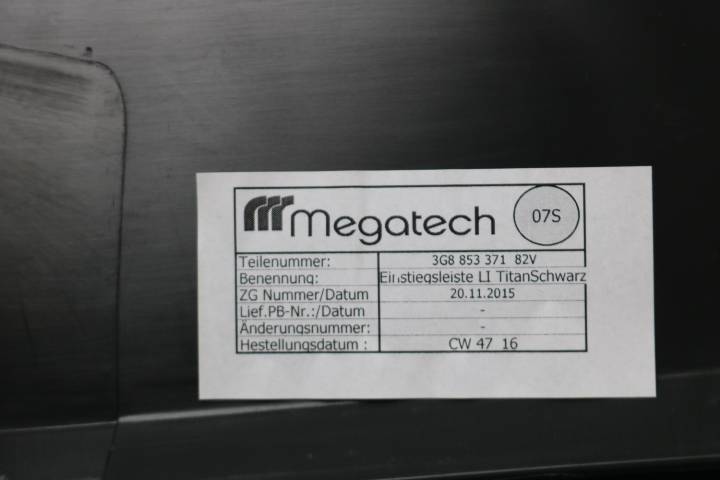 Megatech 07S
Teilenummer: 3G8 853 371 82V
Benennung: Einstiegsleiste LI TitanSchwarz
ZG Nummer/Datum 20.11.2015
Lief.PB-Nr.:/Datum -
Änderungsnummer: -
Hestellungsdatum : CW 47 16